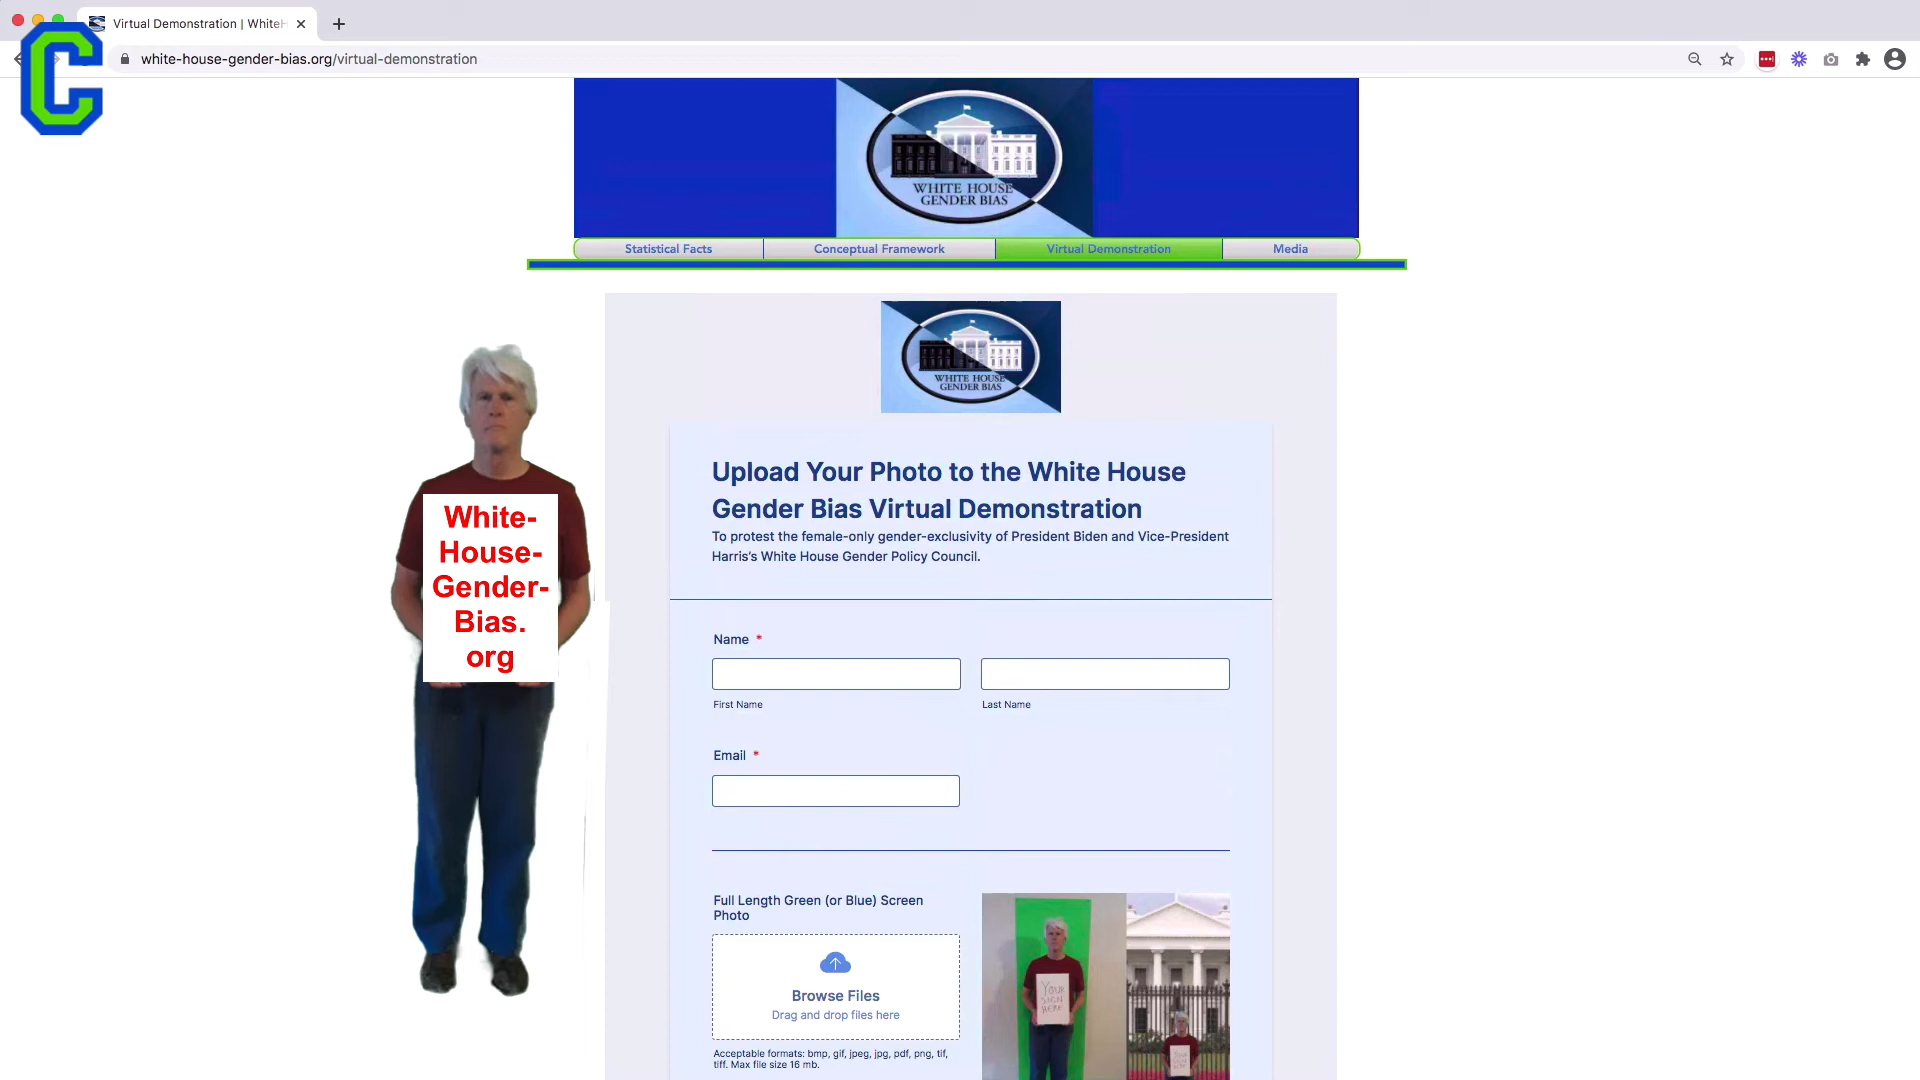 Virtual Demonstration | WhiteH
white-house-gender-bias.org/virtual-demonstration
C
WHITE HOUSE
GENDER BIAS
Statistical Facts
Conceptual Framework
Virtual Demonstration
Media
WHITE HOUSE
GENDER BIAS
Upload Your Photo to the White House
Gender Bias Virtual Demonstration
To protest the female-only gender-exclusivity of President Biden and Vice-President
Harris's White House Gender Policy Council.
White-
House-
Gender-
Bias.
org
Name *
First Name
Last Name
Email *
Full Length Green (or Blue) Screen
Photo
Browse Files
Drag and drop files here
Acceptable formats: bmp, gif, jpeg, jpg, pdf, png, tif,
tiff. Max file size 16 mb.
YOUR
SIGN
HERE